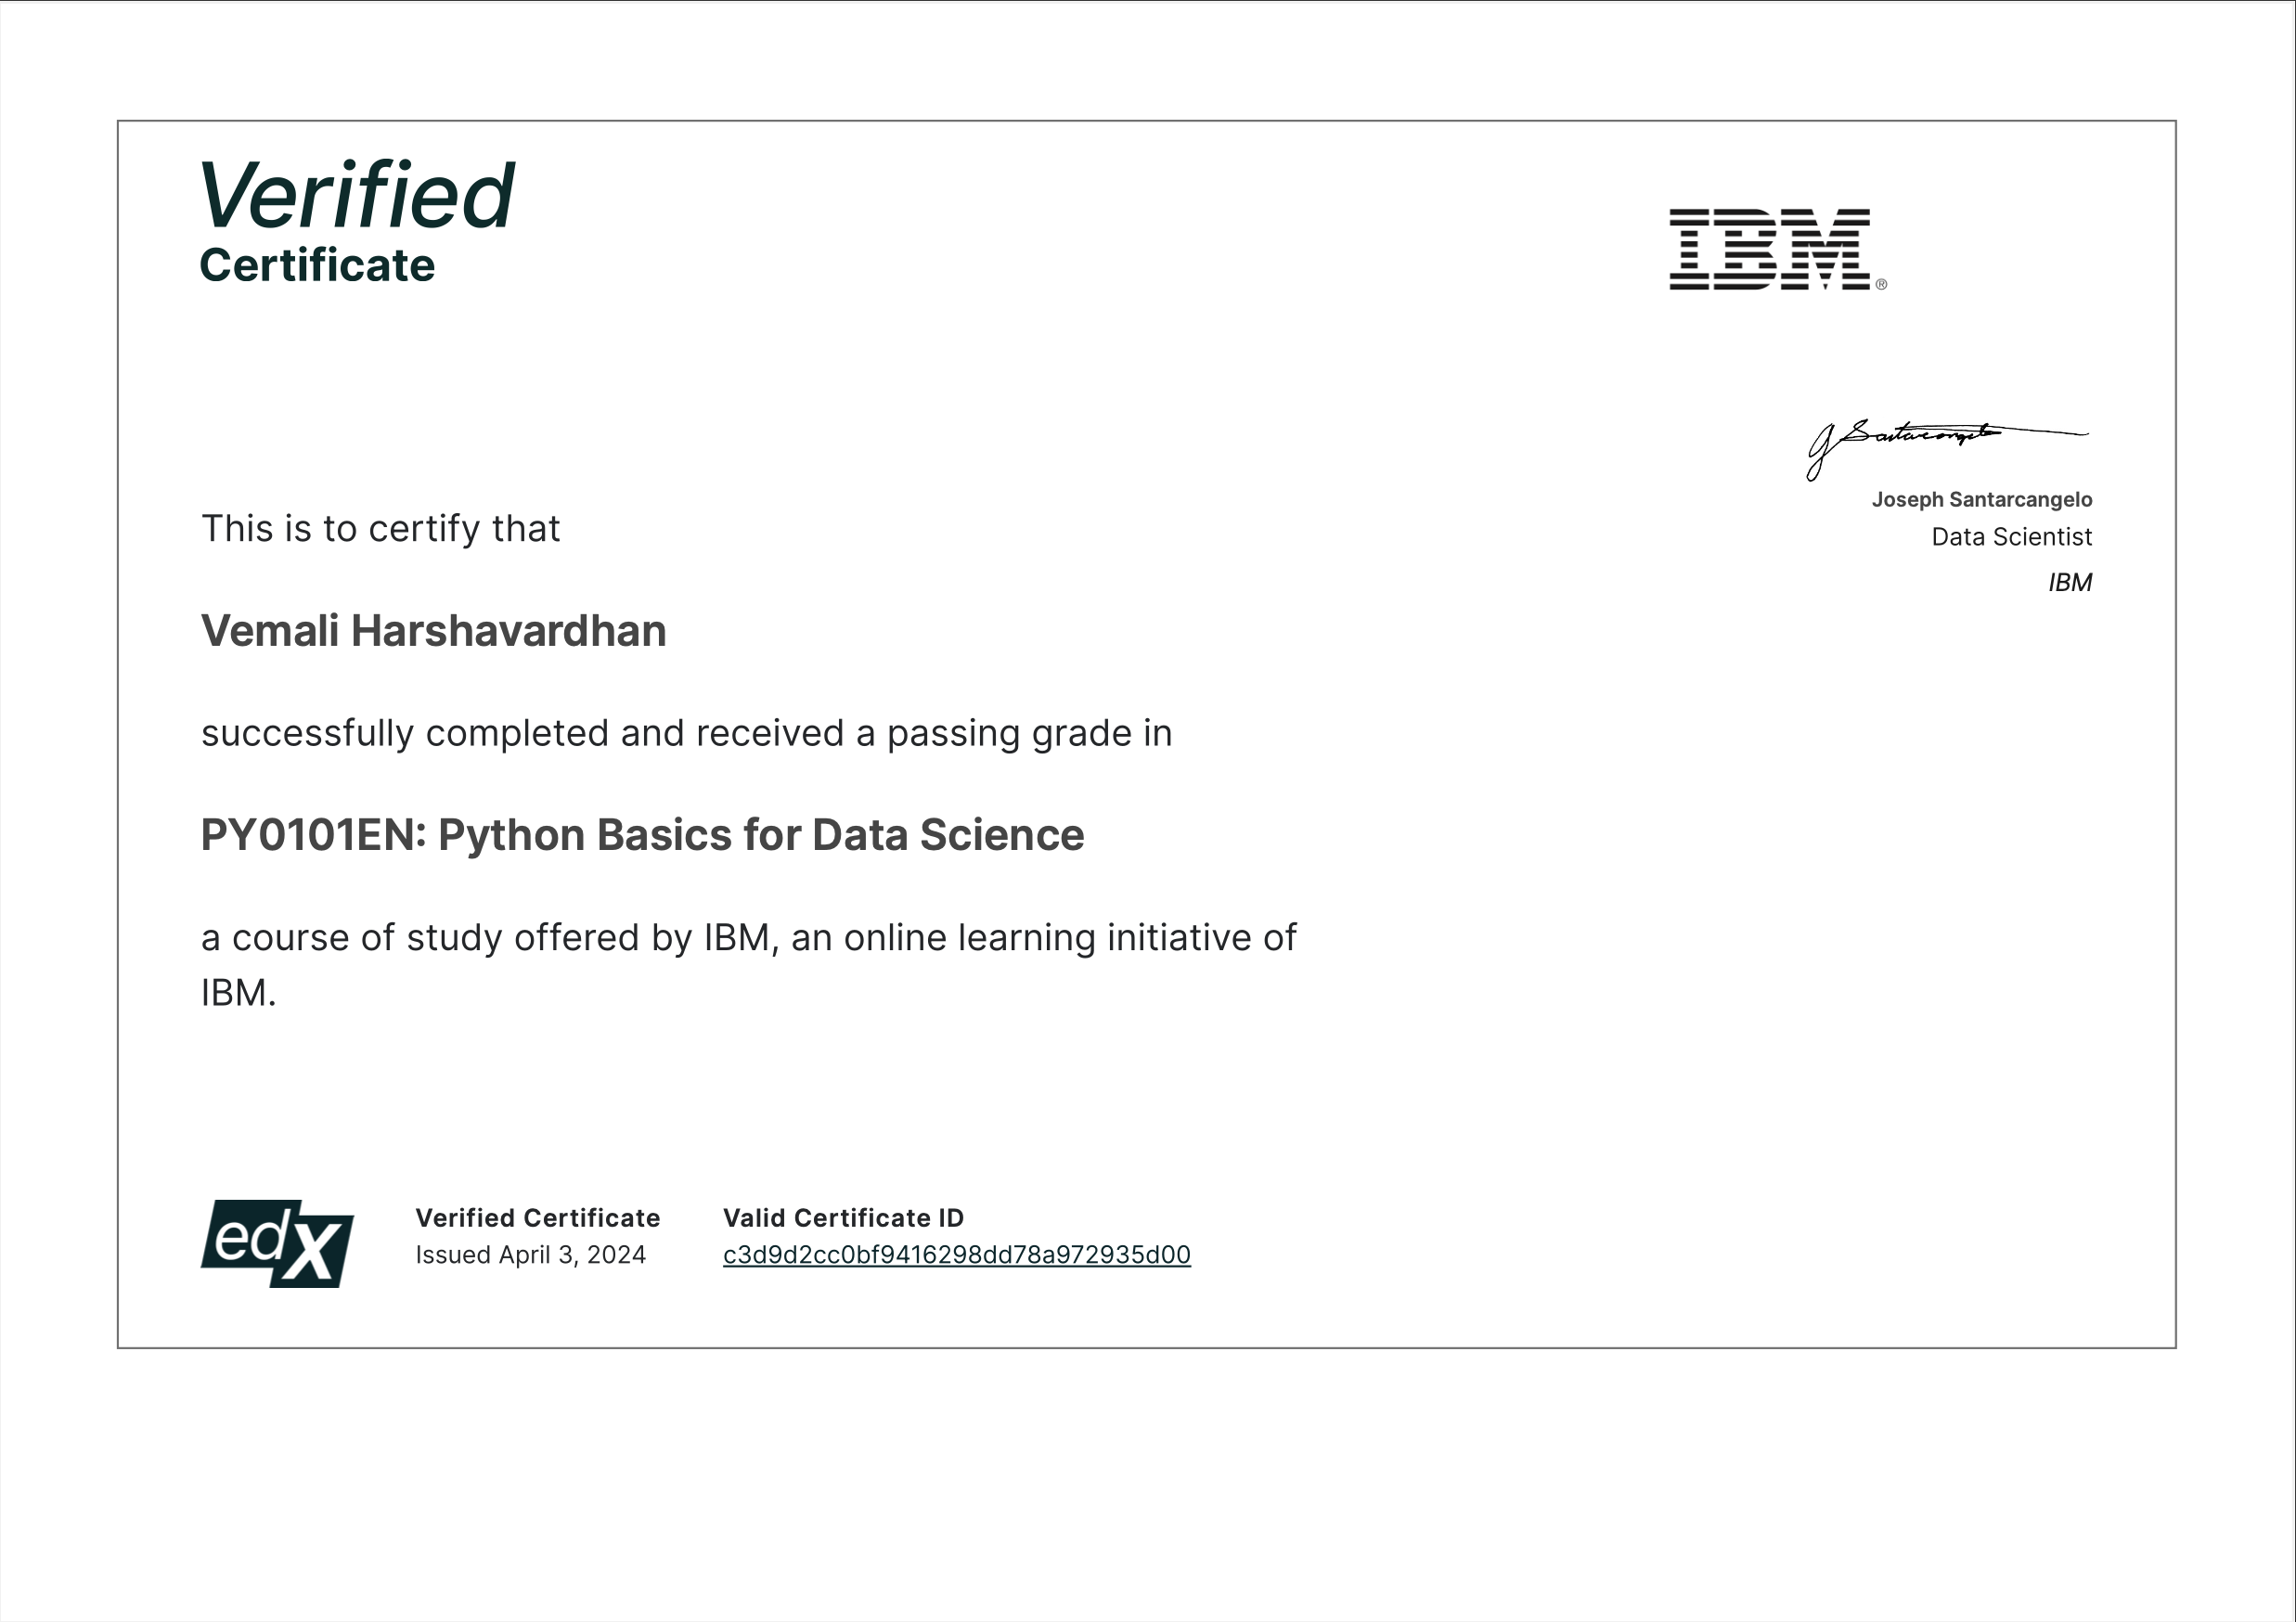 Verified
Certificate
IBM®
Joseph Santarcangelo
Data Scientist
IBM
This is to certify that
Vemali Harshavardhan
successfully completed and received a passing grade in
PY0101EN: Python Basics for Data Science
a course of study offered by IBM, an online learning initiative of
IBM.
edX
Verified Certificate
Issued April 3, 2024
Valid Certificate ID
c3d9d2cc0bf9416298dd78a972935d00